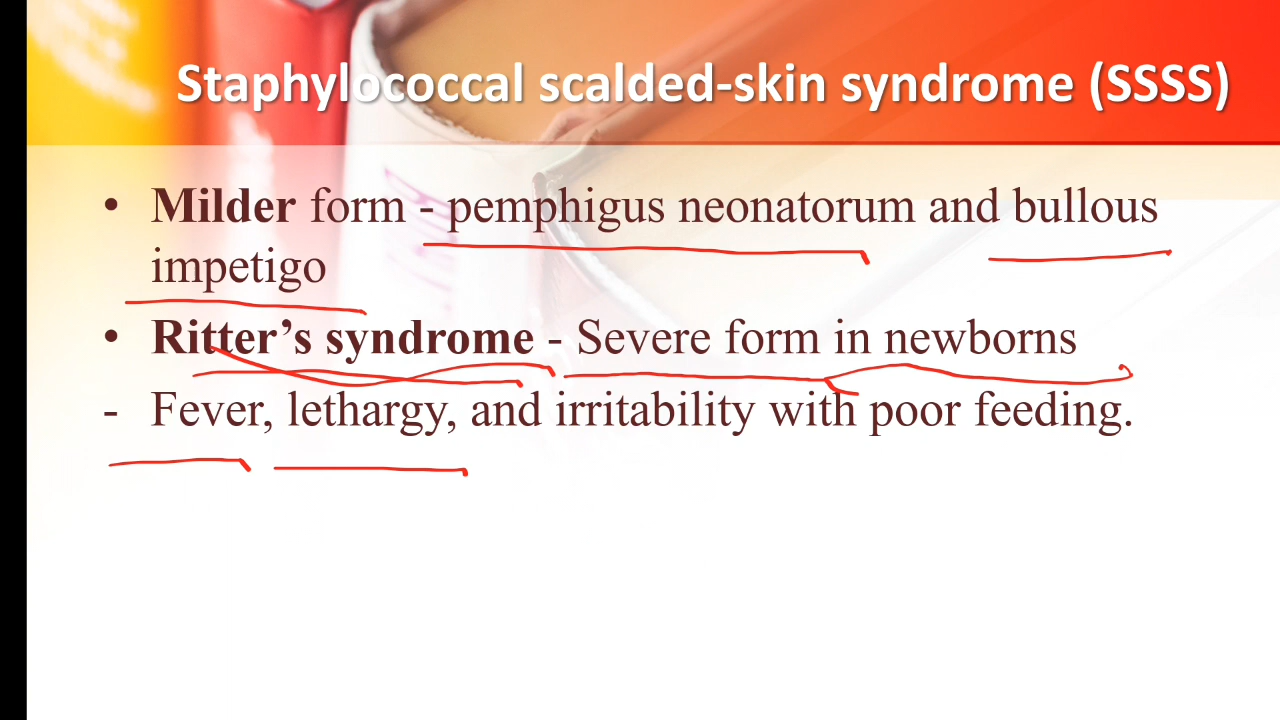 Staphylococcal scalded-skin syndrome (SSSS)
• Milder form - pemphigus neonatorum and bullous
impetigo
• Ritter’s syndrome - Severe form in newborns
- Fever, lethargy, and irritability with poor feeding.